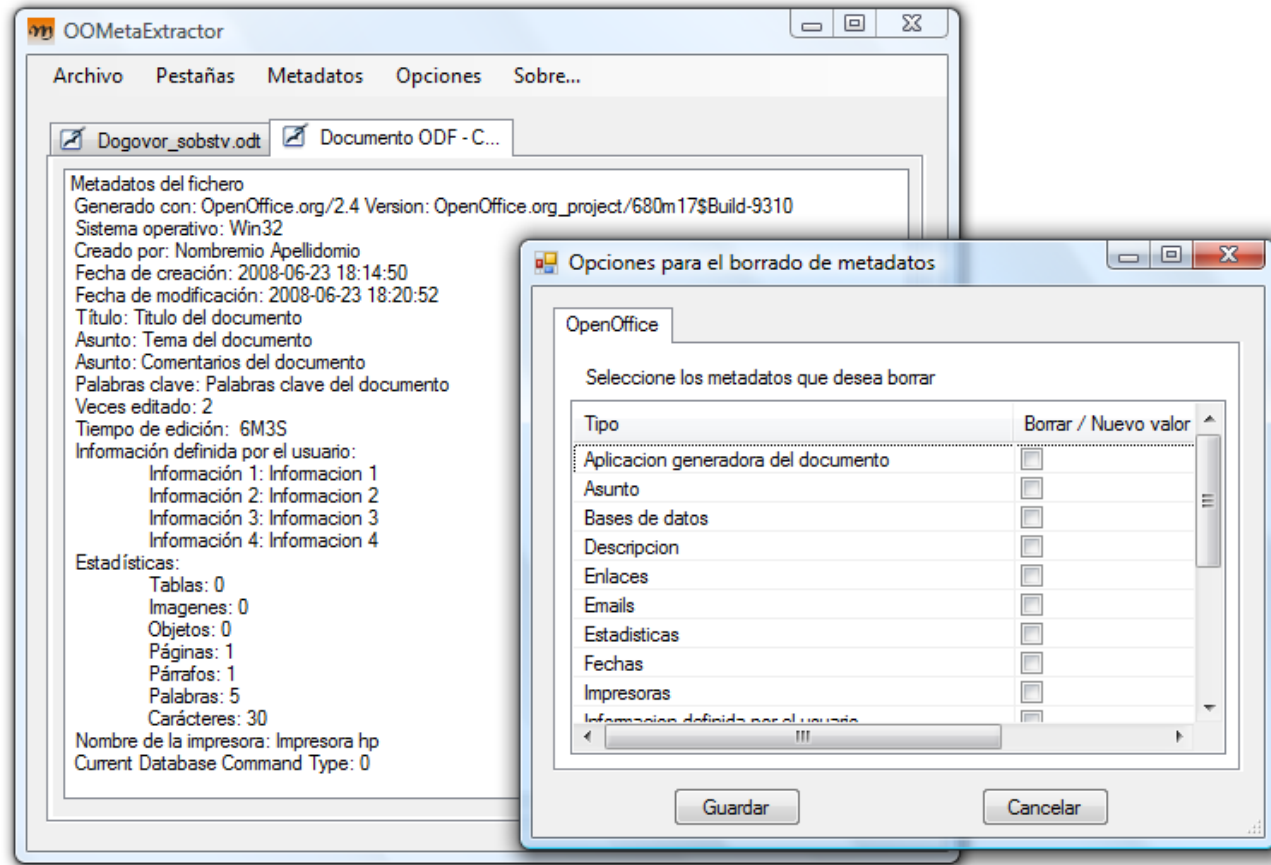 OOMetaExtractor
Archivo Pestañas Metadatos Opciones Sobre...
Dogovor_sobstv.odt Documento ODF - C...
Metadatos del fichero
Generado con: OpenOffice.org/2.4 Version: OpenOffice.org_project/680m17$Build-9310
Sistema operativo: Win32
Creado por: Nombremio Apellidomio
Fecha de creación: 2008-06-23 18:14:50
Fecha de modificación: 2008-06-23 18:20:52
Título: Titulo del documento
Asunto: Tema del documento
Asunto: Comentarios del documento
Palabras clave: Palabras clave del documento
Veces editado: 2
Tiempo de edición: 6M3S
Información definida por el usuario:
Información 1: Informacion 1
Información 2: Informacion 2
Información 3: Informacion 3
Información 4: Informacion 4
Estadísticas:
Tablas: 0
Imagenes: 0
Objetos: 0
Páginas: 1
Párrafos: 1
Palabras: 5
Carácteres: 30
Nombre de la impresora: Impresora hp
Current Database Command Type: 0
Opciones para el borrado de metadatos
OpenOffice
Seleccione los metadatos que desea borrar
Tipo Borrar / Nuevo valor
Aplicacion generadora del documento
Asunto
Bases de datos
Descripcion
Enlaces
Emails
Estadisticas
Fechas
Impresoras
Informacion definida por el usuario
Guardar Cancelar